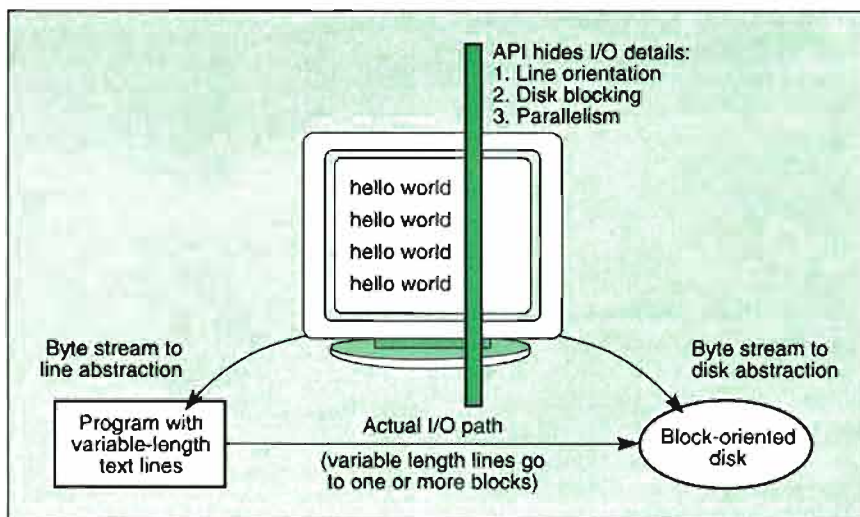 API hides I/O details:
1. Line orientation
2. Disk blocking
3. Parallelism
hello world
hello world
hello world
hello world
Byte stream to
line abstraction
Byte stream to
disk abstraction
Program with
variable-length
text lines
Actual I/O path
(variable length lines go
to one or more blocks)
Block-oriented
disk